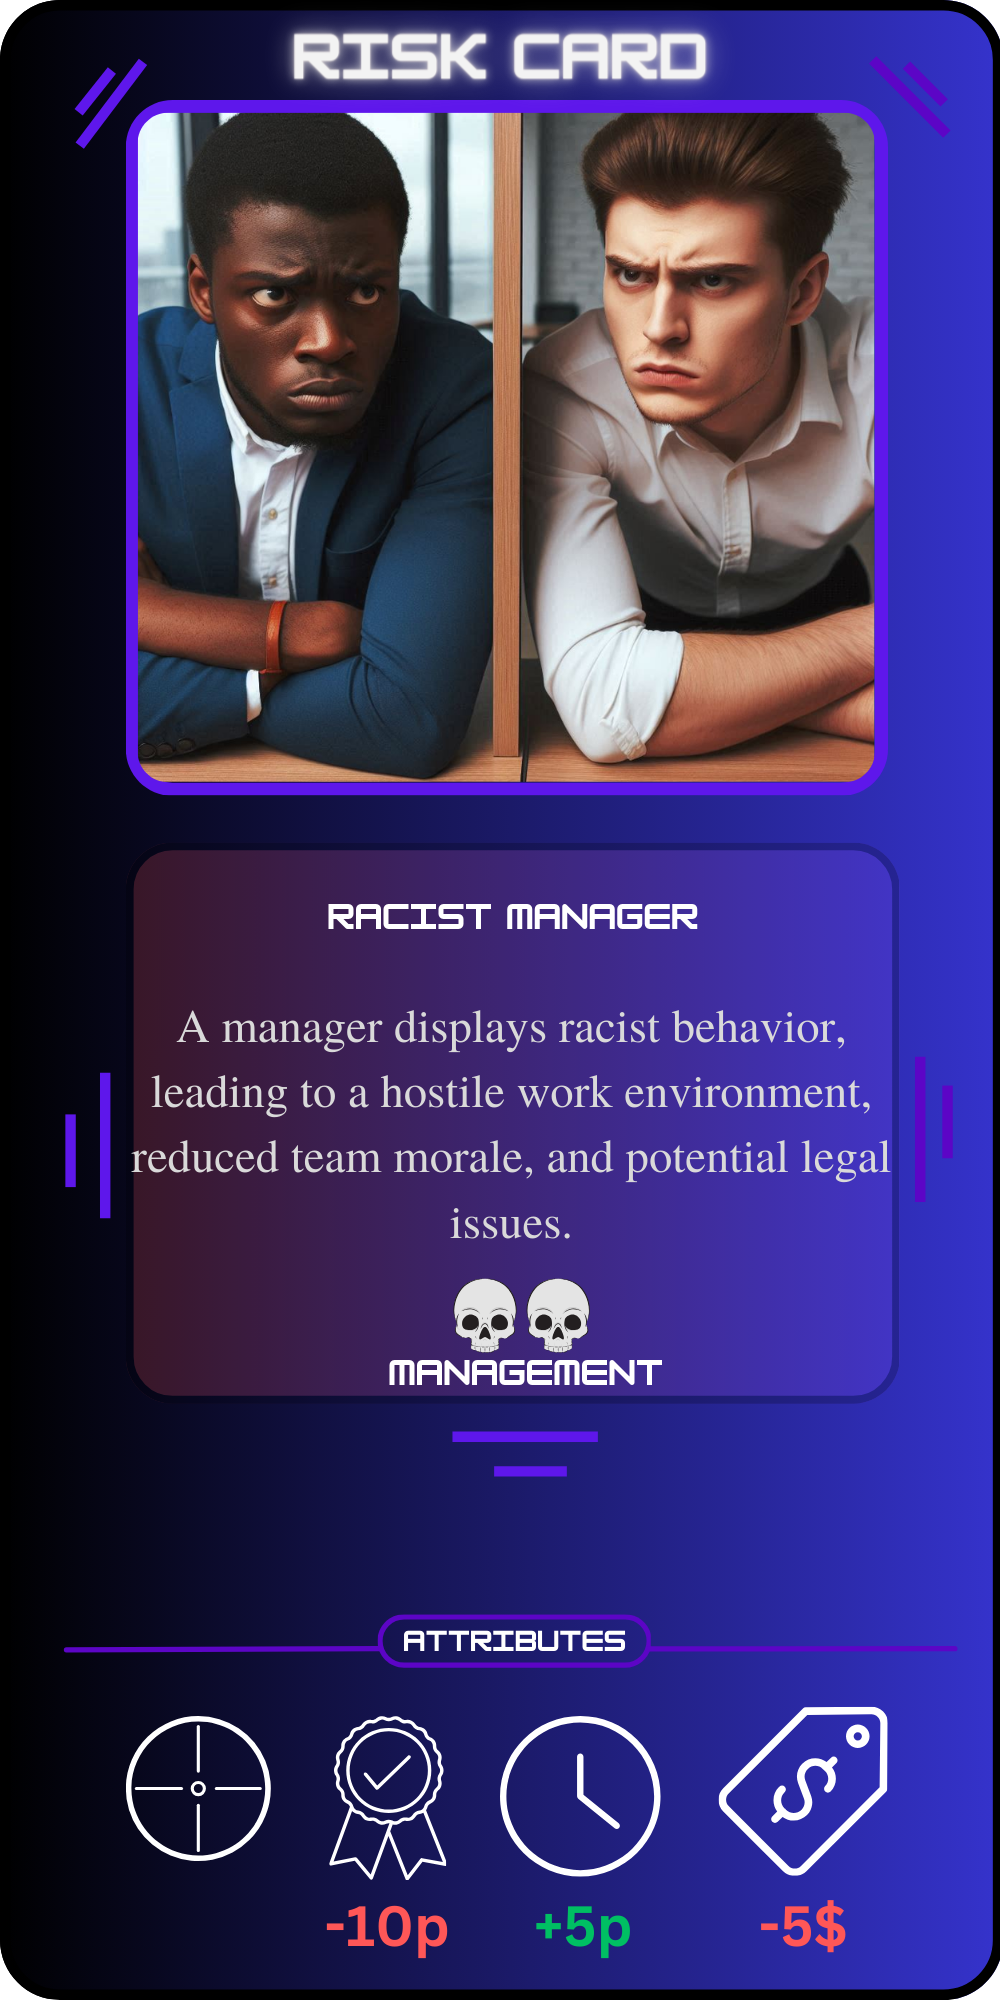 RISK CARD
RACIST MANAGER
A manager displays racist behavior,
leading to a hostile work environment,
reduced team morale, and potential legal
issues.
MANAGEMENT
ATTRIBUTES
$
-10p +5p -5$